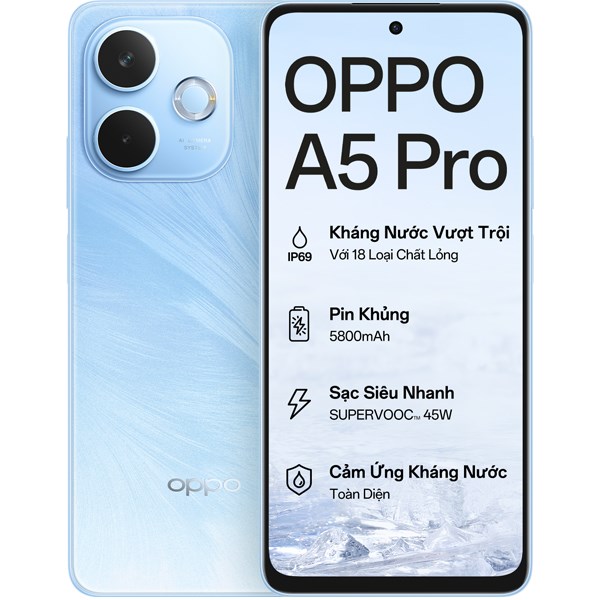 OPPO
A5 Pro
IP69
Kháng Nước Vượt Trội
Với 18 Loại Chất Lỏng
Pin Khủng
5800mAh
Sạc Siêu Nhanh
SUPERVOOC™ 45W
Cảm Ứng Kháng Nước
Toàn Diện
oppo